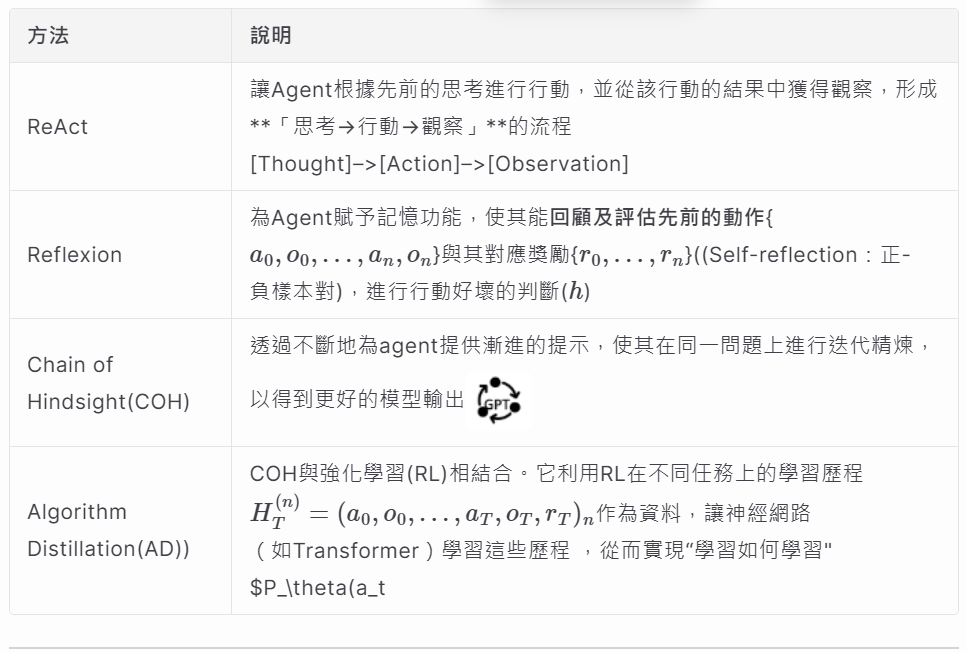 方法
說明
ReAct
讓Agent根據先前的思考進行行動，並從該行動的結果中獲得觀察，形成
**「思考→行動→觀察」**的流程
[Thought]–>[Action]–>[Observation]
Reflexion
為Agent賦予記憶功能，使其能回顧及評估先前的動作{
a₀, o₀, . . . , aₙ, oₙ}與其對應獎勵{r₀, . . . , rₙ}((Self-reflection：正-
負樣本對)，進行行動好壞的判斷(h)
Chain of
Hindsight(COH)
透過不斷地為agent提供漸進的提示，使其在同一問題上進行迭代精煉，
以得到更好的模型輸出
GPT
Algorithm
Distillation(AD))
COH與強化學習(RL)相結合。它利用RL在不同任務上的學習歷程
H_T^{(n)} = (a₀, o₀, . . . , a_T, o_T, r_T)ₙ作為資料，讓神經網路
（如Transformer）學習這些歷程 ，從而實現“學習如何學習"
$P_\theta(a_t